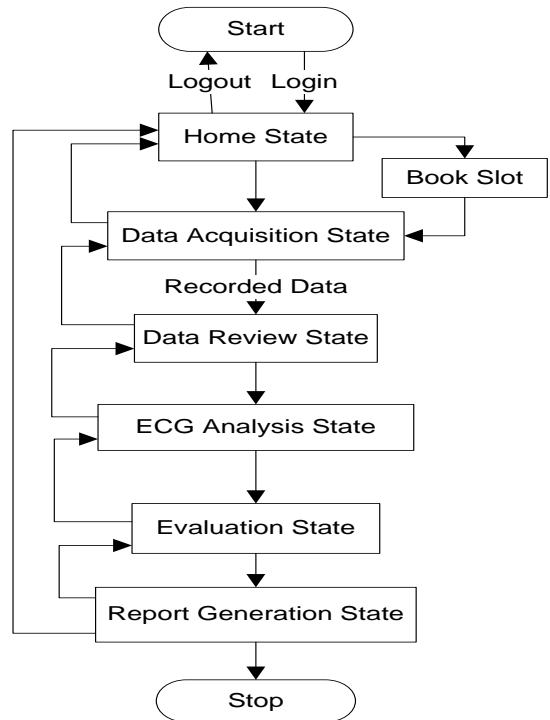 Start
Logout
Login
Home State
Book Slot
Data Acquisition State
Recorded Data
Data Review State
ECG Analysis State
Evaluation State
Report Generation State
Stop